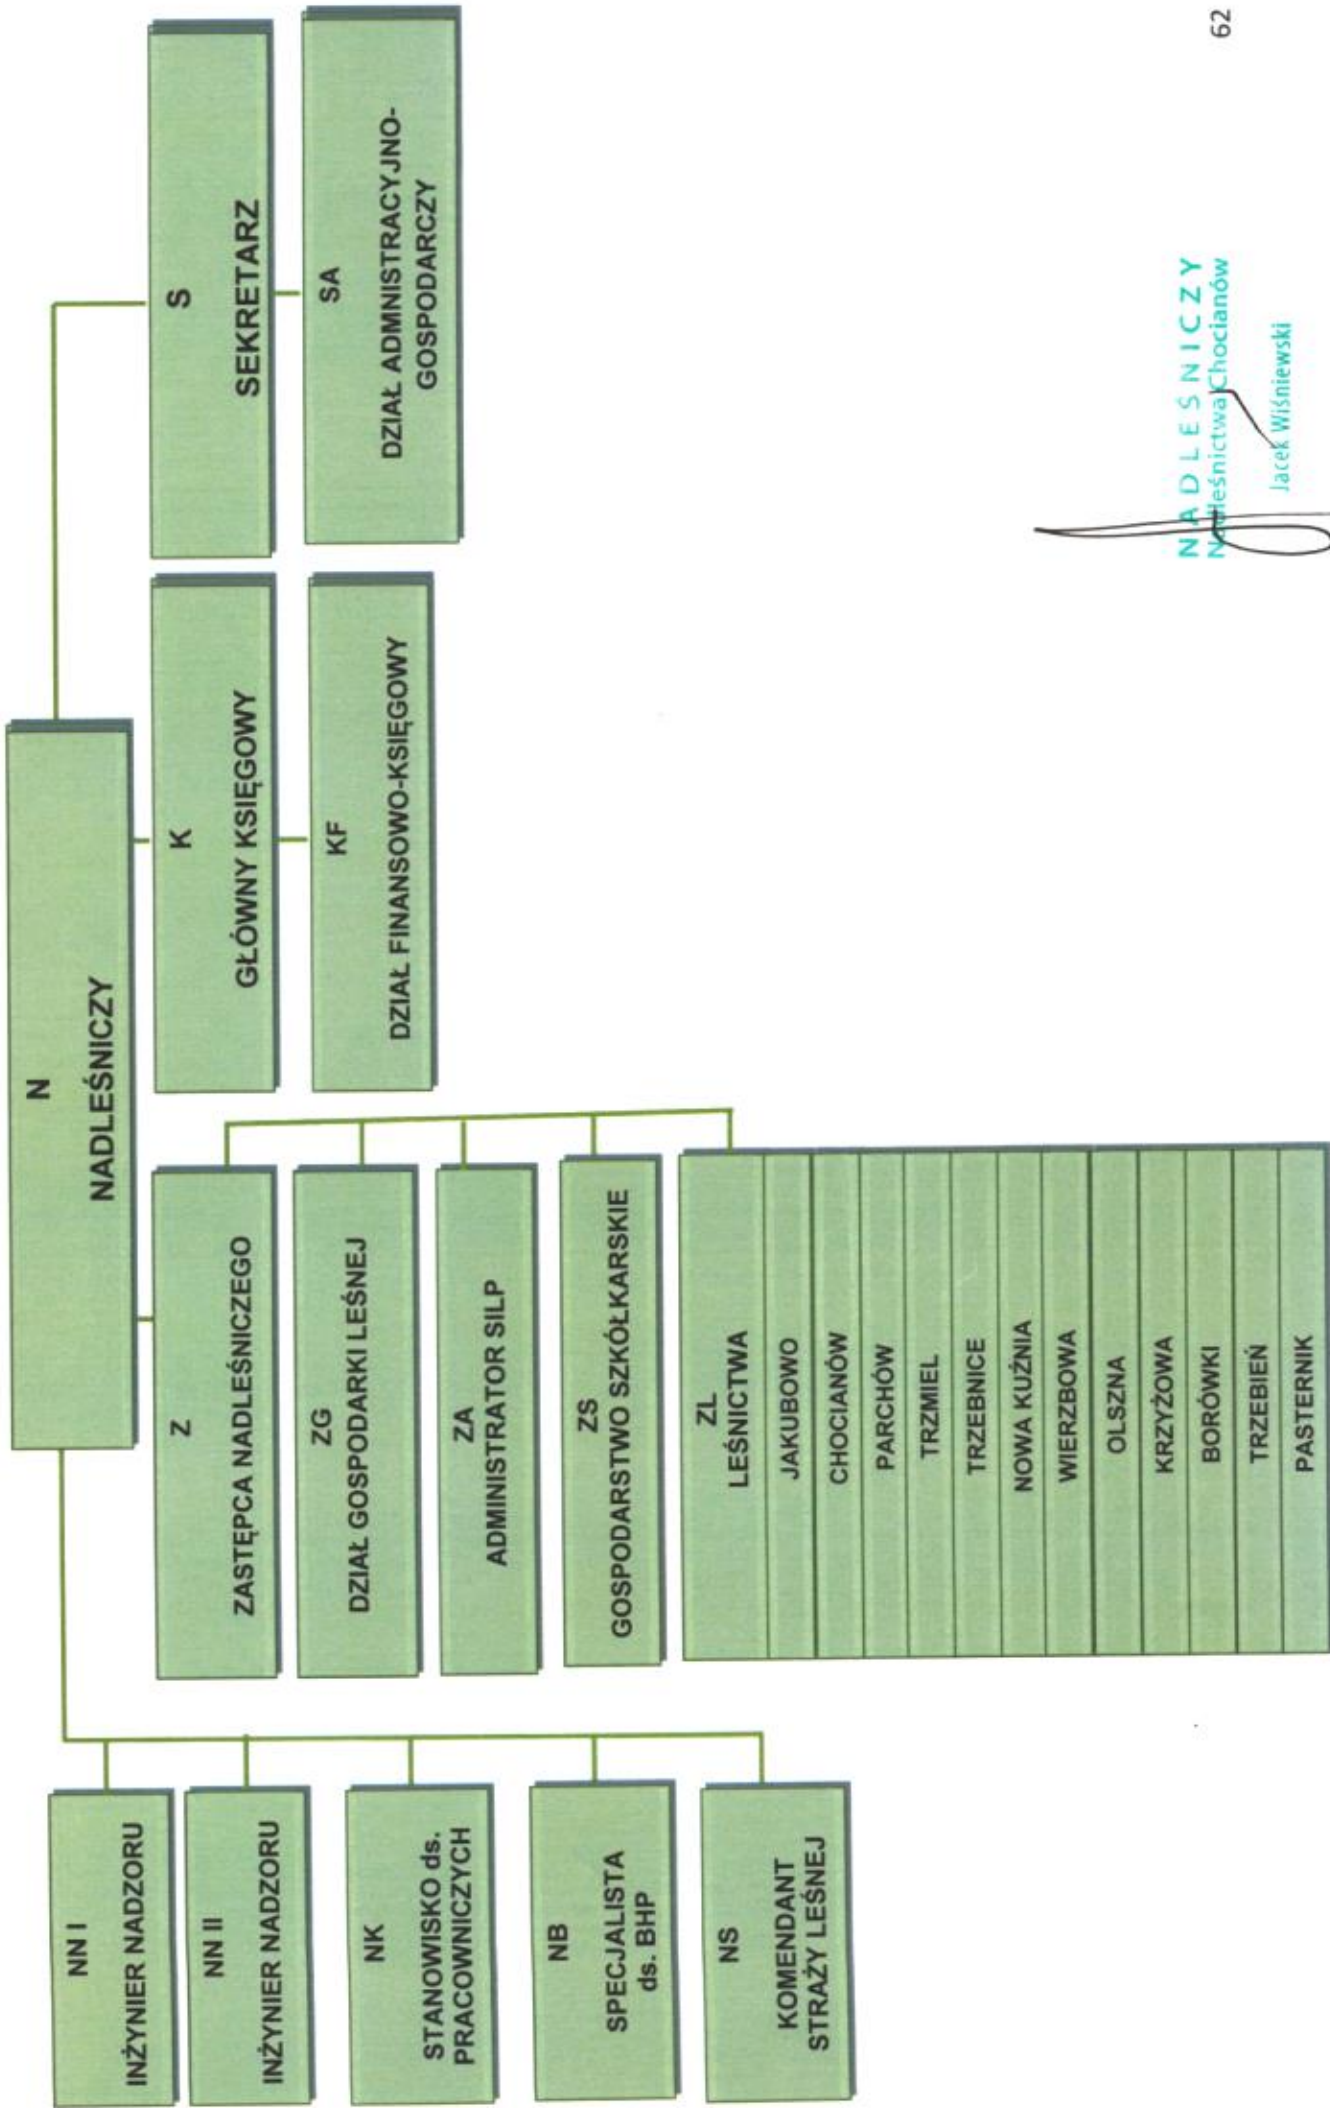 N
NADLEŚNICZY
NN I
INŻYNIER NADZORU
NN II
INŻYNIER NADZORU
NK
STANOWISKO ds.
PRACOWNICZYCH
NB
SPECJALISTA
ds. BHP
NS
KOMENDANT
STRAŻY LEŚNEJ
Z
ZASTĘPCA NADLEŚNICZEGO
ZG
DZIAŁ GOSPODARKI LEŚNEJ
ZA
ADMINISTRATOR SILP
ZS
GOSPODARSTWO SZKÓŁKARSKIE
ZL
LEŚNICTWA
JAKUBOWO
CHOCIANÓW
PARCHÓW
TRZMIEL
TRZEBNICE
NOWA KUŹNIA
WIERZBOWA
OLSZNA
KRZYŻOWA
BORÓWKI
TRZEBIEŃ
PASTERNIK
K
GŁÓWNY KSIĘGOWY
KF
DZIAŁ FINANSOWO-KSIĘGOWY
S
SEKRETARZ
SA
DZIAŁ ADMNISTRACYJNO-
GOSPODARCZY
NADLEŚNICZY
Nadleśnictwa Chocianów
Jacek Wiśniewski
62